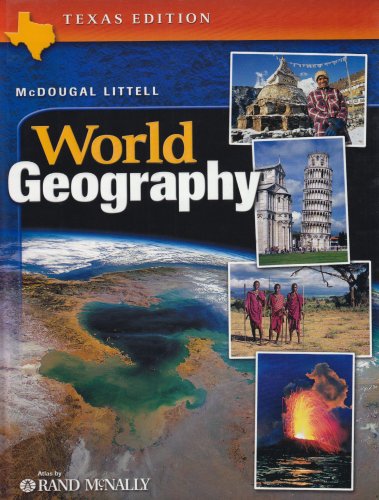 TEXAS EDITION
McDOUGAL LITTELL
World
Geography
Atlas by
RAND McNALLY